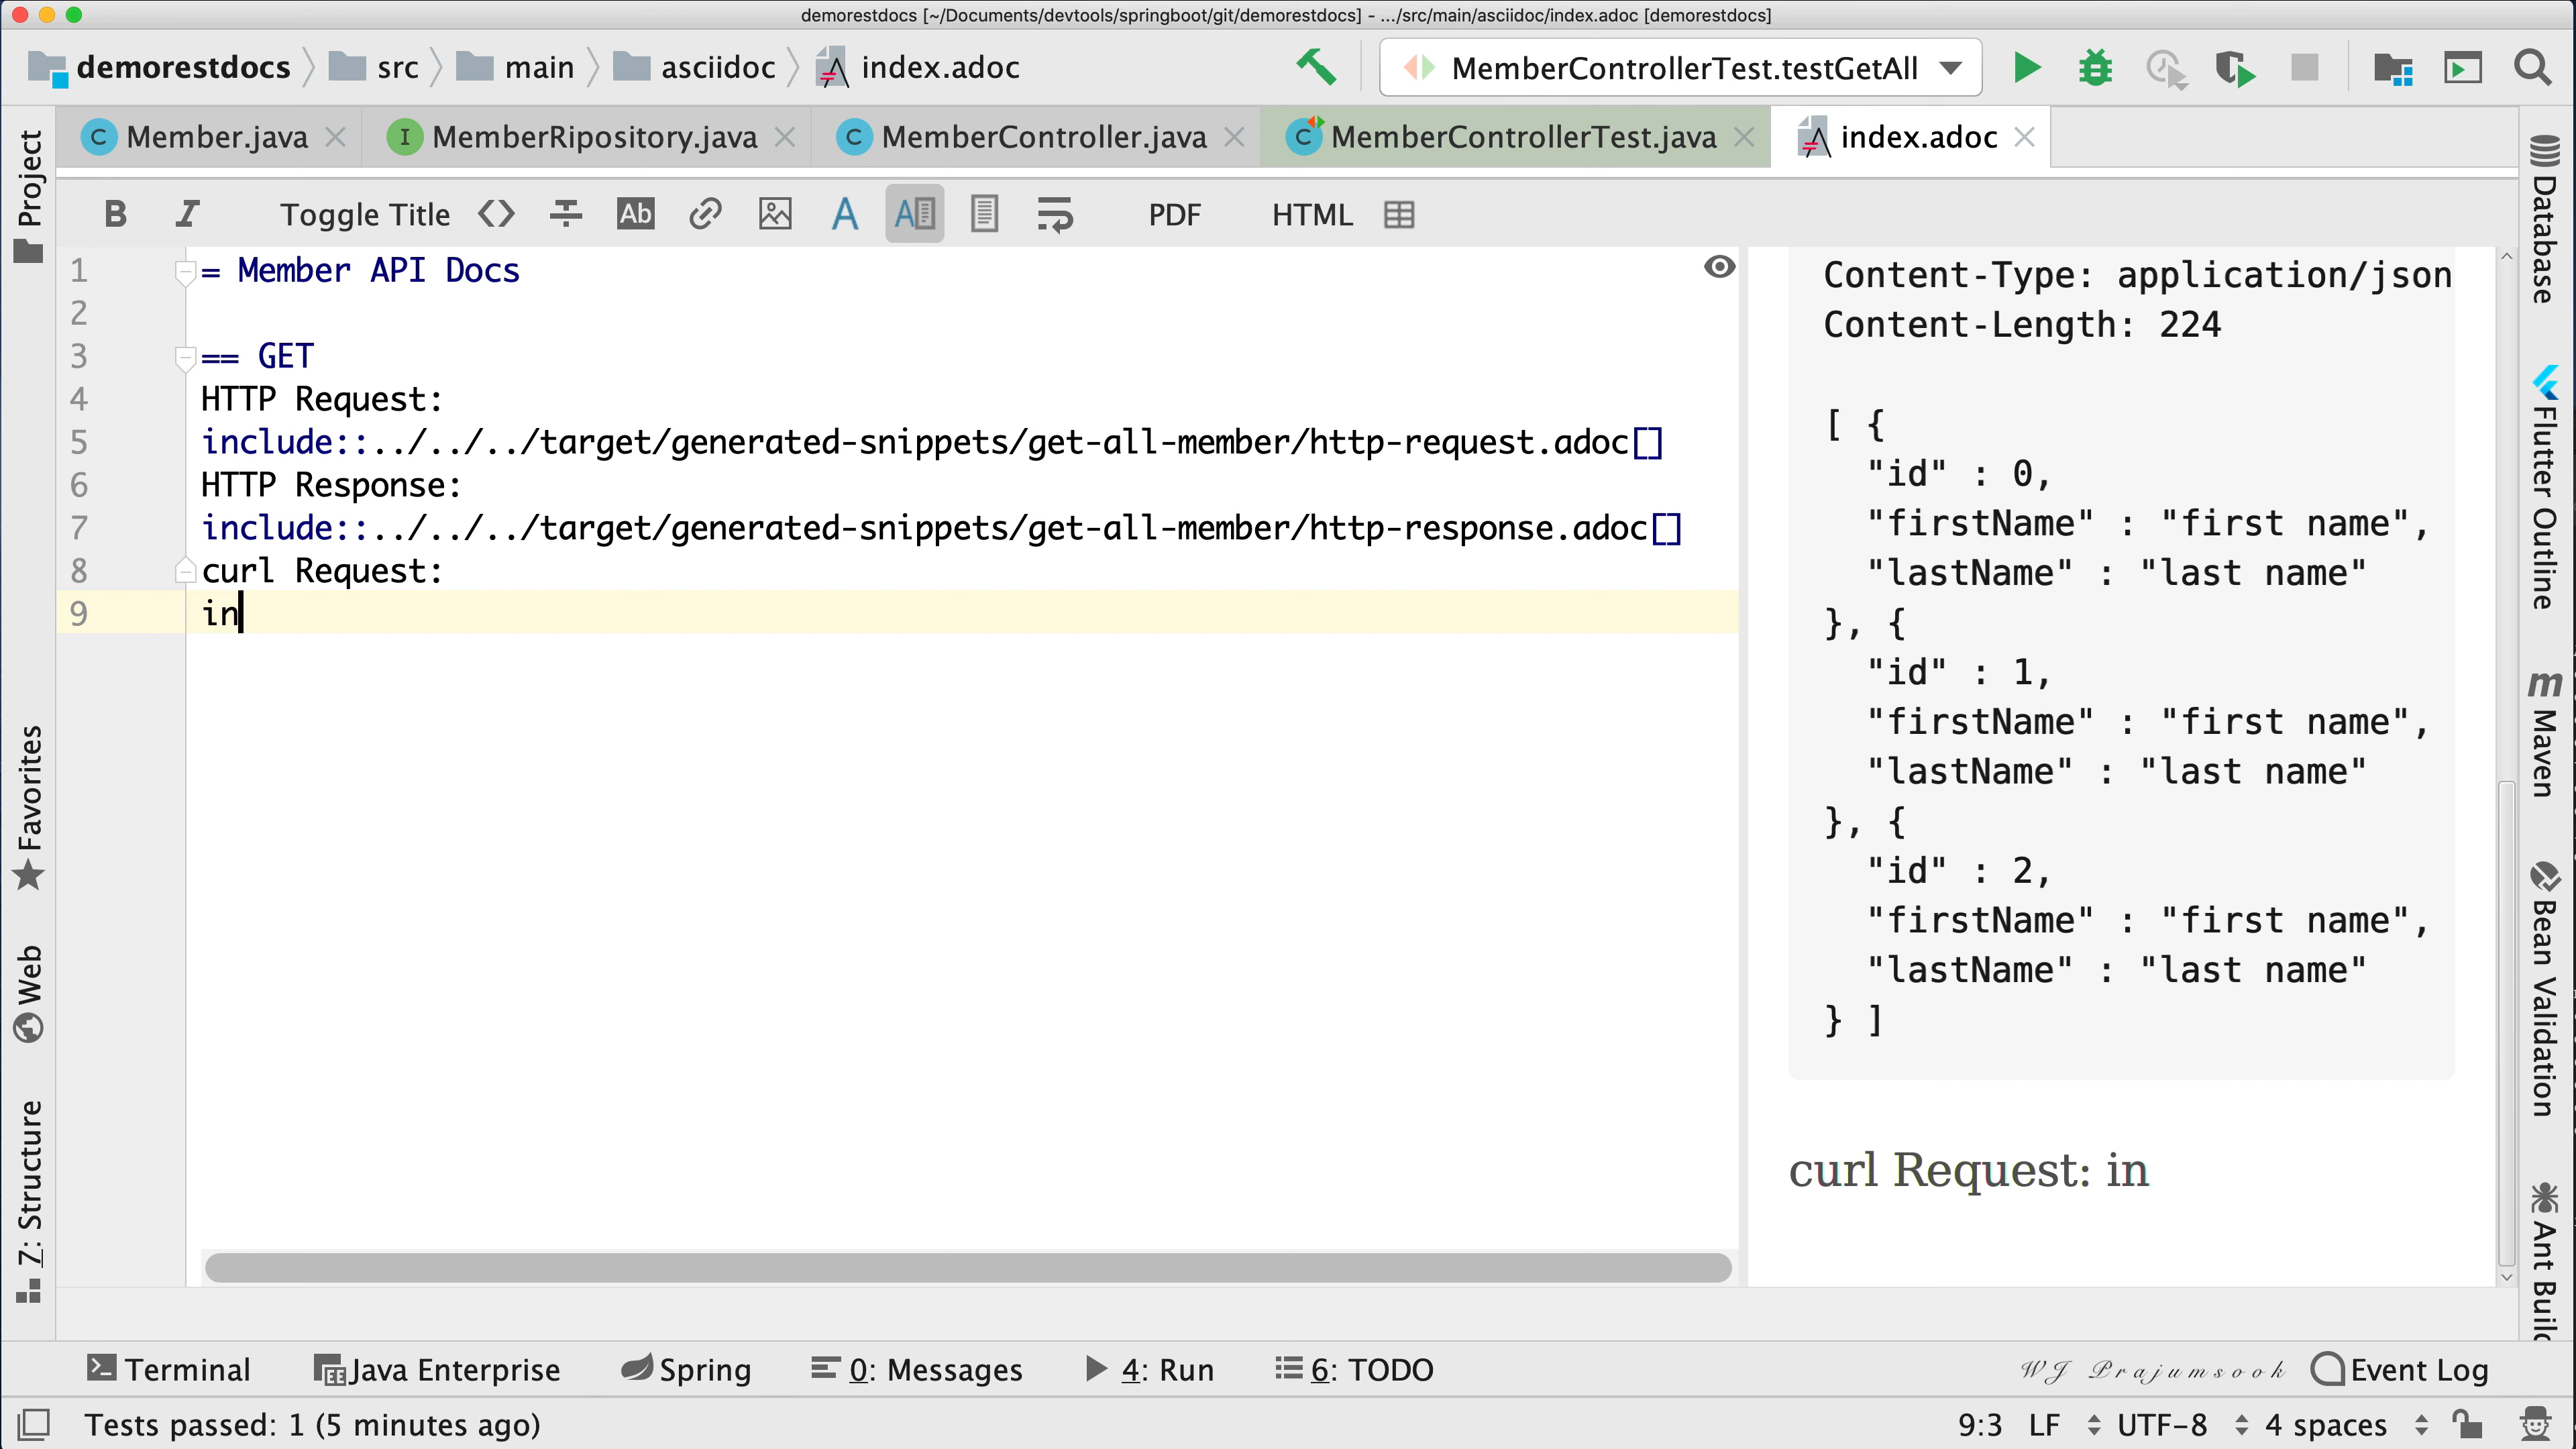 demorestdocs [~/Documents/devtools/springboot/git/demorestdocs] - .../src/main/asciidoc/index.adoc [demorestdocs]
demorestdocs src main asciidoc index.adoc MemberControllerTest.testGetAll
Member.java MemberRipository.java MemberController.java MemberControllerTest.java index.adoc
B I Toggle Title Ab A A PDF HTML
1 = Member API Docs
2
3 == GET
4 HTTP Request:
5 include::../../../target/generated-snippets/get-all-member/http-request.adoc[]
6 HTTP Response:
7 include::../../../target/generated-snippets/get-all-member/http-response.adoc[]
8 curl Request:
9 in
Content-Type: application/json
Content-Length: 224
[ {
"id" : 0,
"firstName" : "first name",
"lastName" : "last name"
}, {
"id" : 1,
"firstName" : "first name",
"lastName" : "last name"
}, {
"id" : 2,
"firstName" : "first name",
"lastName" : "last name"
} ]
curl Request: in
Project
Favorites
Web
Z: Structure
Database
Flutter Outline
m Maven
Bean Validation
Ant Build
Terminal Java Enterprise Spring 0: Messages 4: Run 6: TODO WJ Prajumsook Event Log
Tests passed: 1 (5 minutes ago) 9:3 LF UTF-8 4 spaces